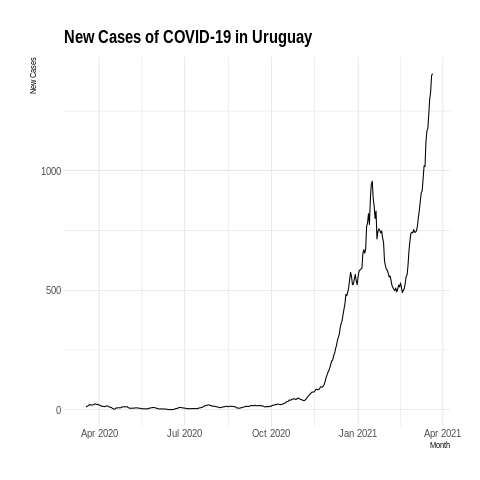 New Cases of COVID-19 in Uruguay
New Cases
1000
500
0
Apr 2020 Jul 2020 Oct 2020 Jan 2021 Apr 2021
Month